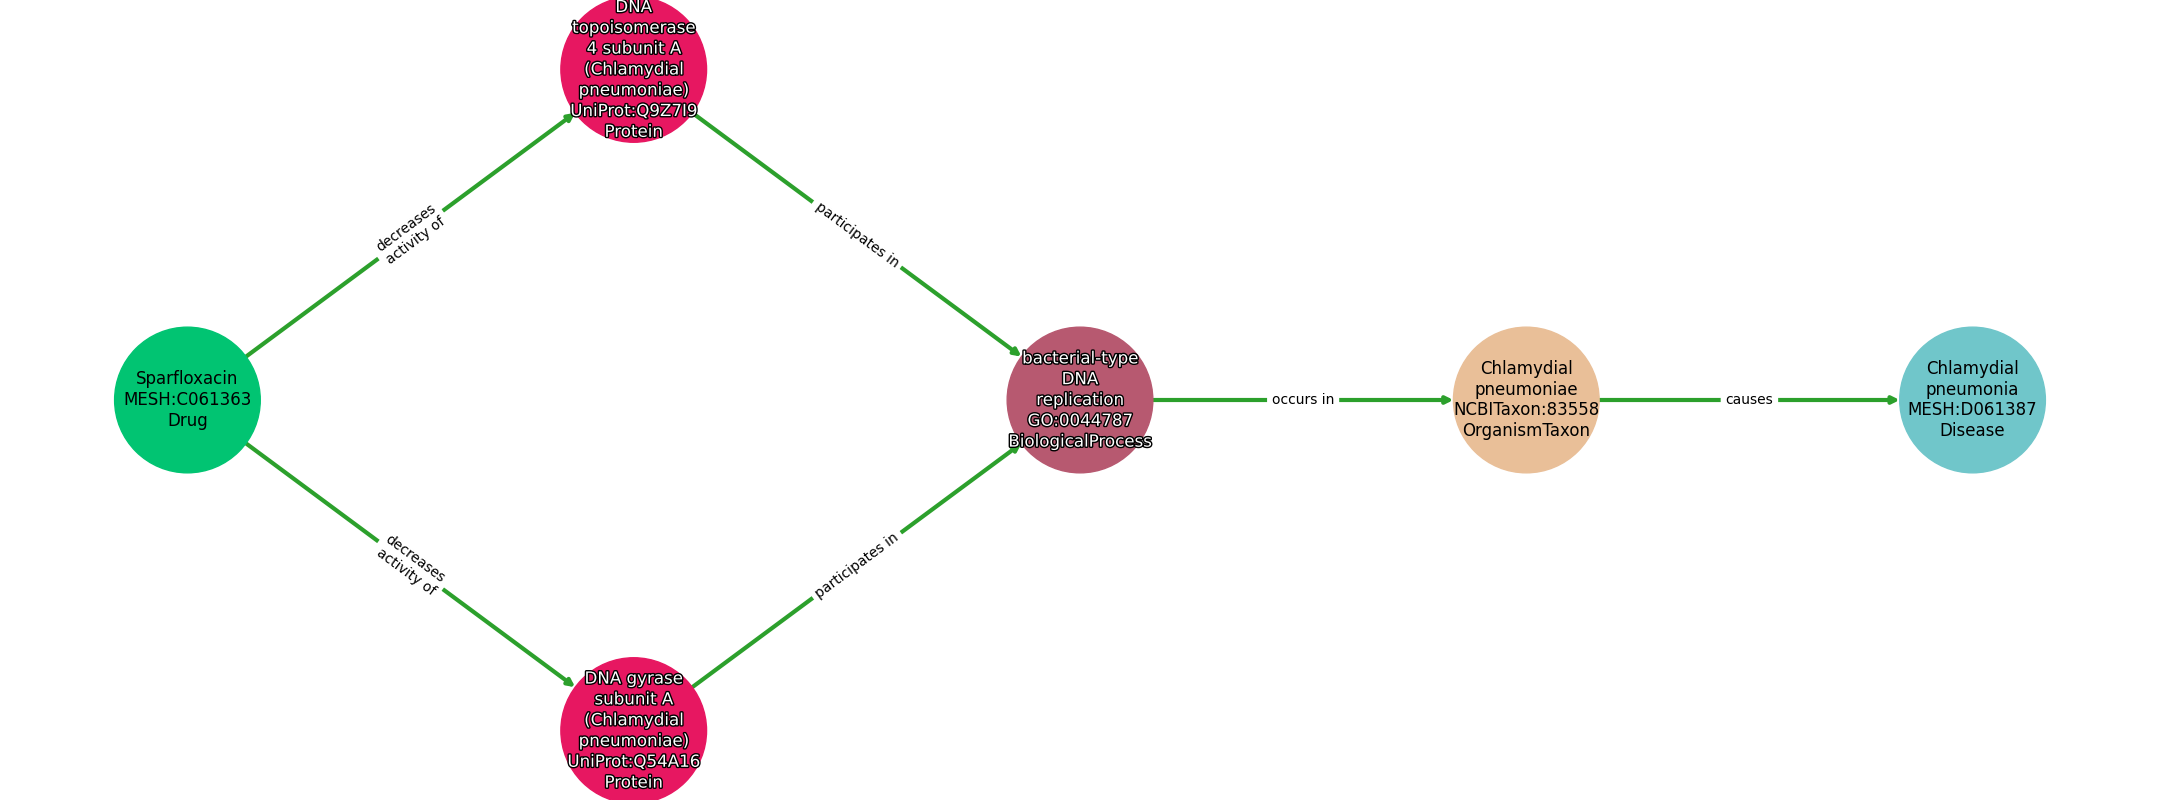 DNA
topoisomerase
4 subunit A
(Chlamydial
pneumoniae)
UniProt:Q9Z7I9
Protein
decreases
activity of
participates in
Sparfloxacin
MESH:C061363
Drug
bacterial-type
DNA
replication
GO:0044787
BiologicalProcess
occurs in
Chlamydial
pneumoniae
NCBITaxon:83558
OrganismTaxon
causes
Chlamydial
pneumonia
MESH:D061387
Disease
decreases
activity of
participates in
DNA gyrase
subunit A
(Chlamydial
pneumoniae)
UniProt:Q54A16
Protein